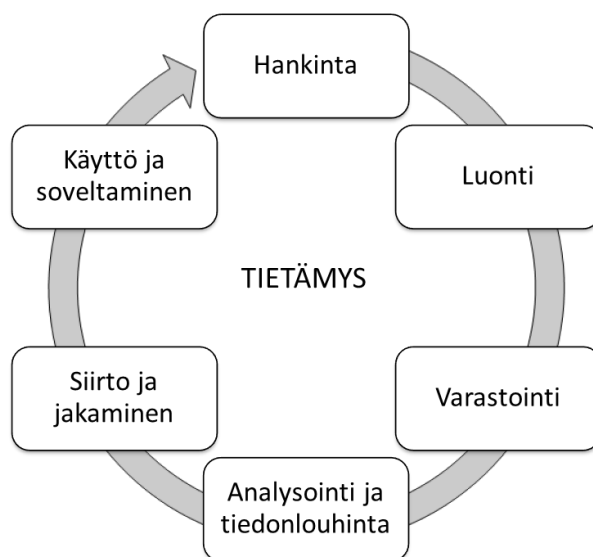 Hankinta
Luonti
Varastointi
Analysointi ja
tiedonlouhinta
Siirto ja
jakaminen
Käyttö ja
soveltaminen
TIETÄMYS